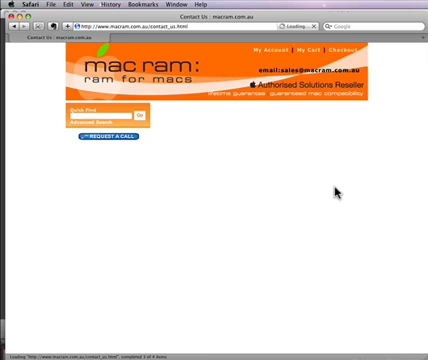 Safari File Edit View History Bookmarks Window Help
Contact Us : macram.com.au
http://www.macram.com.au/contact_us.html
Loading...
Google
Contact Us : macram.com.au
My Account | My Cart | Checkout
mac ram:
ram for macs
email:sales@macram.com.au
Authorised Solutions Reseller
lifetime guarantee guaranteed mac compatibility
Quick Find
Go!
Advanced Search
REQUEST A CALL
Loading "http://www.macram.com.au/contact_us.html", completed 3 of 4 items